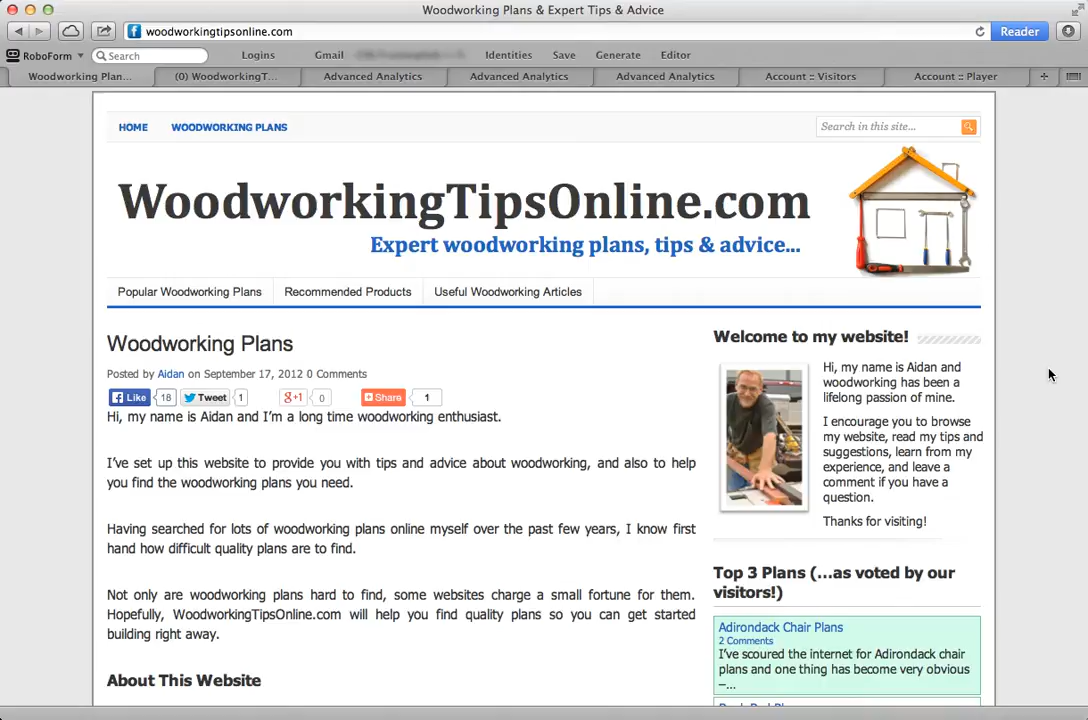 Woodworking Plans & Expert Tips & Advice
woodworkingtipsonline.com
Reader
RoboForm
Search
Logins
Gmail
Identities
Save
Generate
Editor
Woodworking Plan...
(0) WoodworkingT...
Advanced Analytics
Advanced Analytics
Advanced Analytics
Account :: Visitors
Account :: Player
HOME
WOODWORKING PLANS
Search in this site...
WoodworkingTipsOnline.com
Expert woodworking plans, tips & advice...
Popular Woodworking Plans
Recommended Products
Useful Woodworking Articles
Woodworking Plans
Posted by Aidan on September 17, 2012 0 Comments
Like 18 Tweet 1 +1 0 Share 1
Hi, my name is Aidan and I'm a long time woodworking enthusiast.
I've set up this website to provide you with tips and advice about woodworking, and also to help
you find the woodworking plans you need.
Having searched for lots of woodworking plans online myself over the past few years, I know first
hand how difficult quality plans are to find.
Not only are woodworking plans hard to find, some websites charge a small fortune for them.
Hopefully, WoodworkingTipsOnline.com will help you find quality plans so you can get started
building right away.
About This Website
Welcome to my website!
Hi, my name is Aidan and
woodworking has been a
lifelong passion of mine.
I encourage you to browse
my website, read my tips and
suggestions, learn from my
experience, and leave a
comment if you have a
question.
Thanks for visiting!
Top 3 Plans (...as voted by our
visitors!)
Adirondack Chair Plans
2 Comments
I've scoured the internet for Adirondack chair
plans and one thing has become very obvious
–...